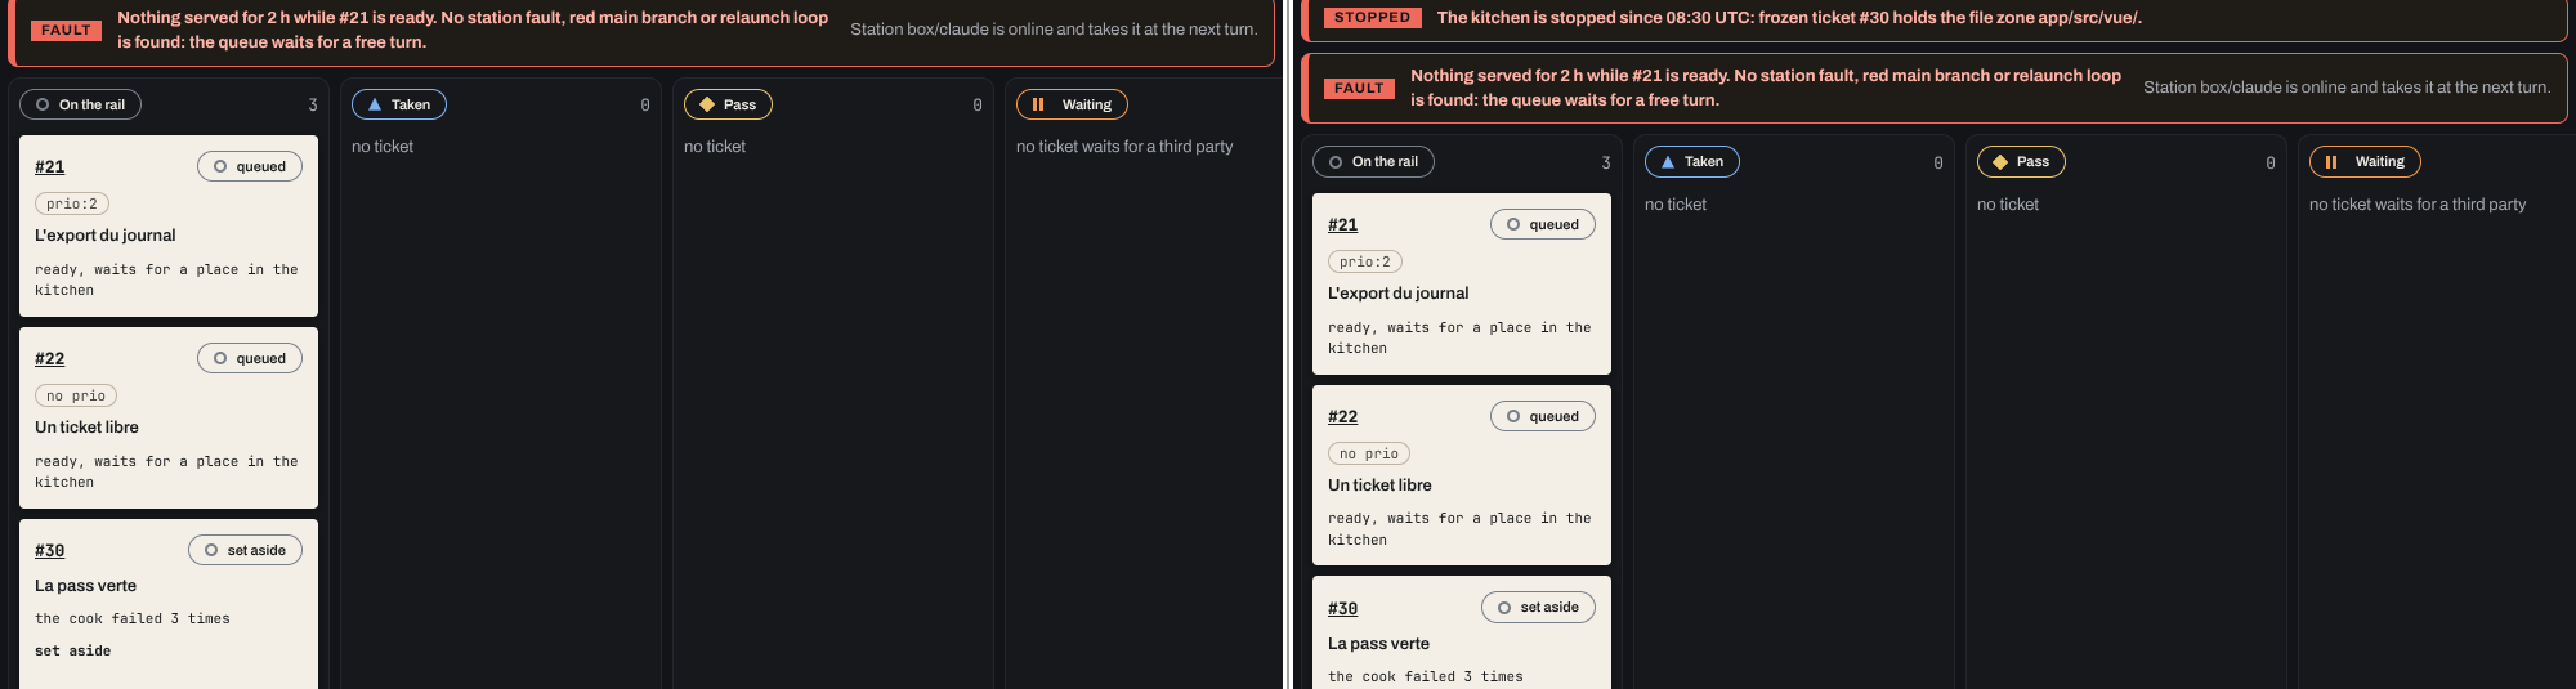 FAULT
Nothing served for 2 h while #21 is ready. No station fault, red main branch or relaunch loop
is found: the queue waits for a free turn.
Station box/claude is online and takes it at the next turn.
On the rail 3
Taken 0
Pass 0
Waiting
#21 queued
prio:2
L'export du journal
ready, waits for a place in the
kitchen
#22 queued
no prio
Un ticket libre
ready, waits for a place in the
kitchen
#30 set aside
La pass verte
the cook failed 3 times
set aside
no ticket
no ticket
no ticket waits for a third party
STOPPED
The kitchen is stopped since 08:30 UTC: frozen ticket #30 holds the file zone app/src/vue/.
FAULT
Nothing served for 2 h while #21 is ready. No station fault, red main branch or relaunch loop
is found: the queue waits for a free turn.
Station box/claude is online and takes it at the next turn.
On the rail 3
Taken 0
Pass 0
Waiting
#21 queued
prio:2
L'export du journal
ready, waits for a place in the
kitchen
#22 queued
no prio
Un ticket libre
ready, waits for a place in the
kitchen
#30 set aside
La pass verte
the cook failed 3 times
no ticket
no ticket
no ticket waits for a third party